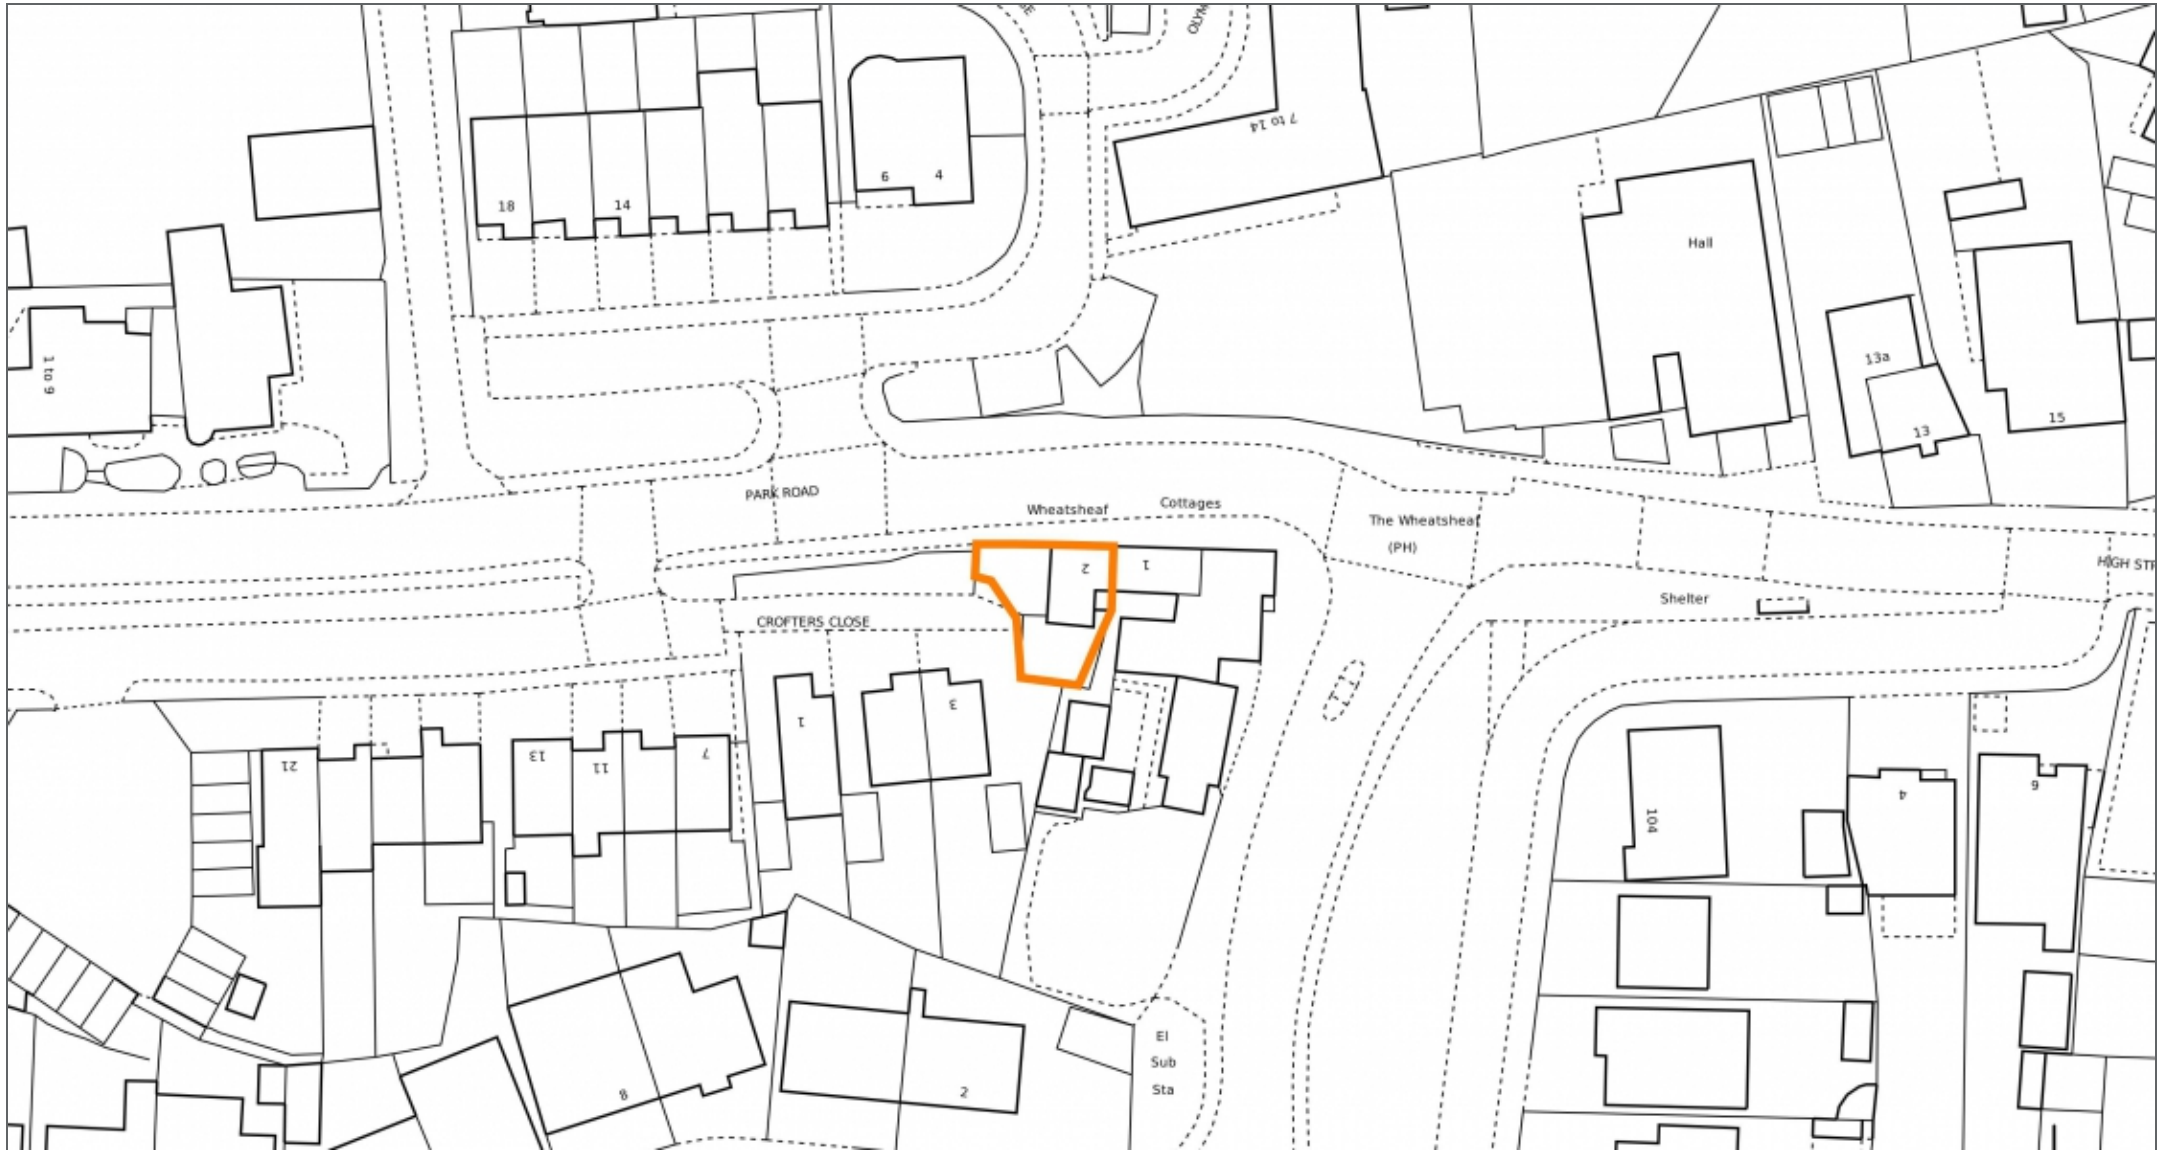 OLYM
7 to 14
6
4
18
14
Hall
1 to 9
13a
13
15
PARK ROAD
Wheatsheaf
Cottages
The Wheatsheaf
(PH)
HIGH STR
2
1
Shelter
CROFTERS CLOSE
1
3
21
13
11
7
104
4
6
El
Sub
Sta
8
2